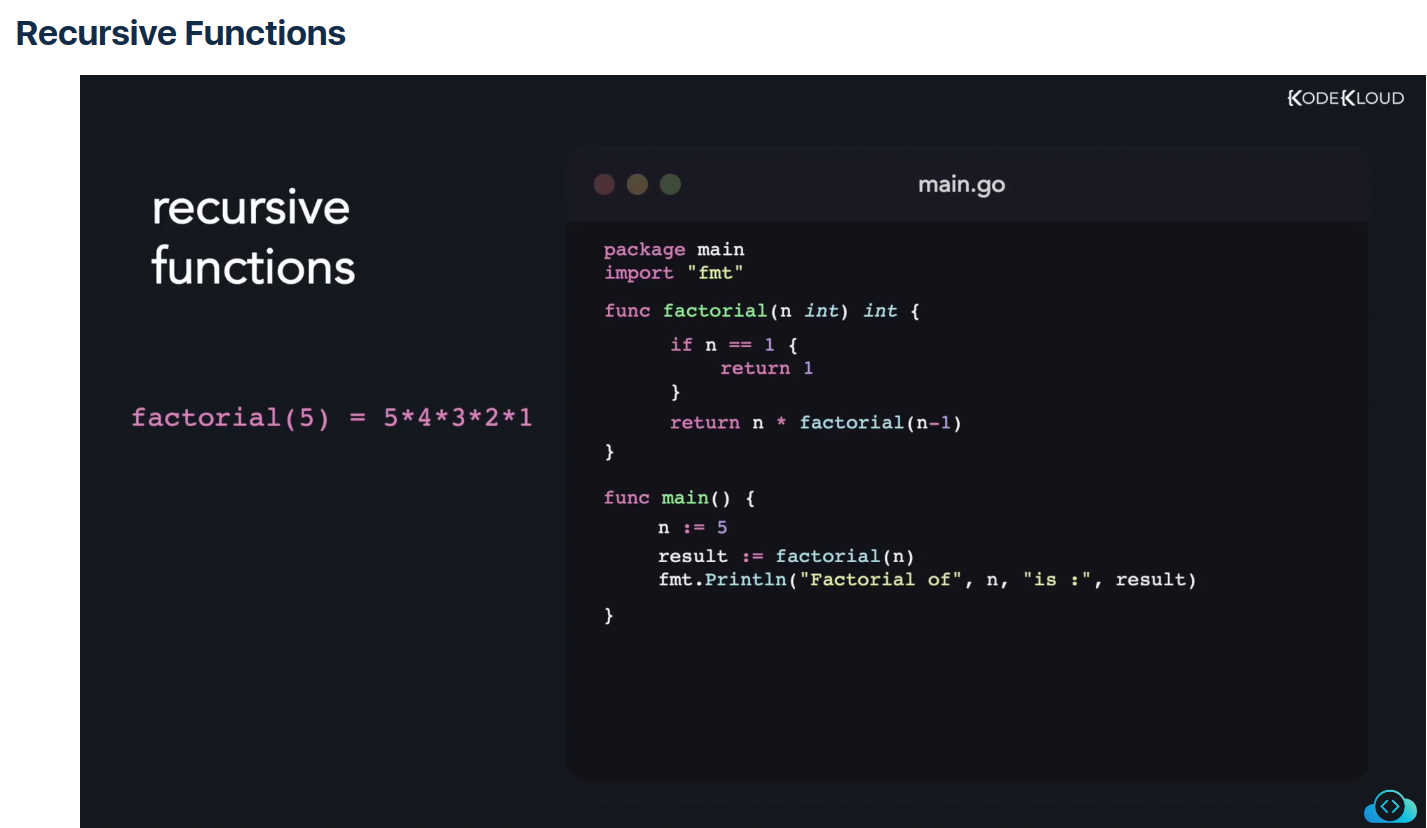 Recursive Functions
KODEKLOUD
recursive
functions
factorial(5) = 5*4*3*2*1
main.go
package main
import "fmt"
func factorial(n int) int {
if n == 1 {
return 1
}
return n * factorial(n-1)
}
func main() {
n := 5
result := factorial(n)
fmt.Println("Factorial of", n, "is :", result)
}